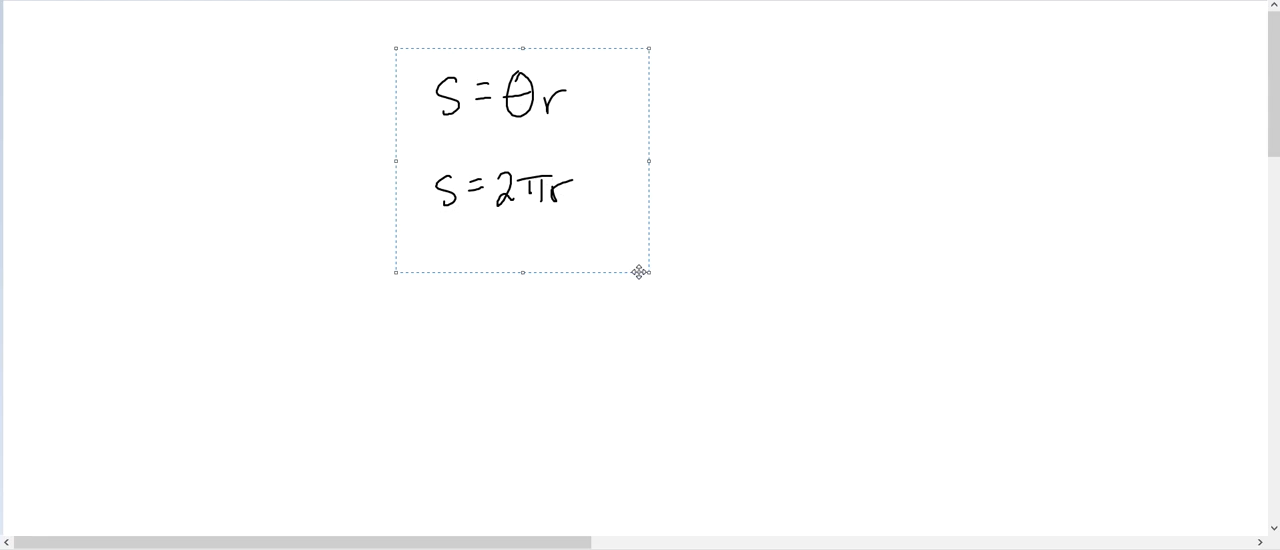 S = θr
S = 2πr